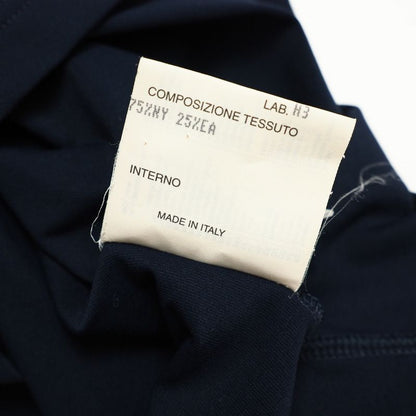 LAB. H3
COMPOSIZIONE TESSUTO
75%NY 25%EA
INTERNO
MADE IN ITALY